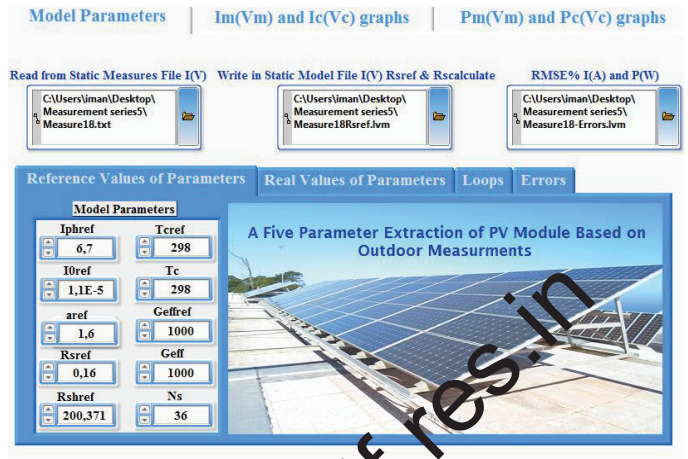 Model Parameters
Im(Vm) and Ic(Vc) graphs
Pm(Vm) and Pc(Vc) graphs
Read from Static Measures File I(V)
Write in Static Model File I(V) Rsref & Rscalculate
RMSE% I(A) and P(W)
C:\Users\iman\Desktop\
Measurement series5\
Measure18.txt
C:\Users\iman\Desktop\
Measurement series5\
Measure18Rsref.lvm
C:\Users\iman\Desktop\
Measurement series5\
Measure18-Errors.lvm
Reference Values of Parameters
Real Values of Parameters
Loops
Errors
Model Parameters
Iphref
Tcref
6,7
298
I0ref
Tc
1,1E-5
298
aref
Geffref
1,6
1000
Rsref
Geff
0,16
1000
Rshref
Ns
200,371
36
A Five Parameter Extraction of PV Module Based on
Outdoor Measurments
f res.in